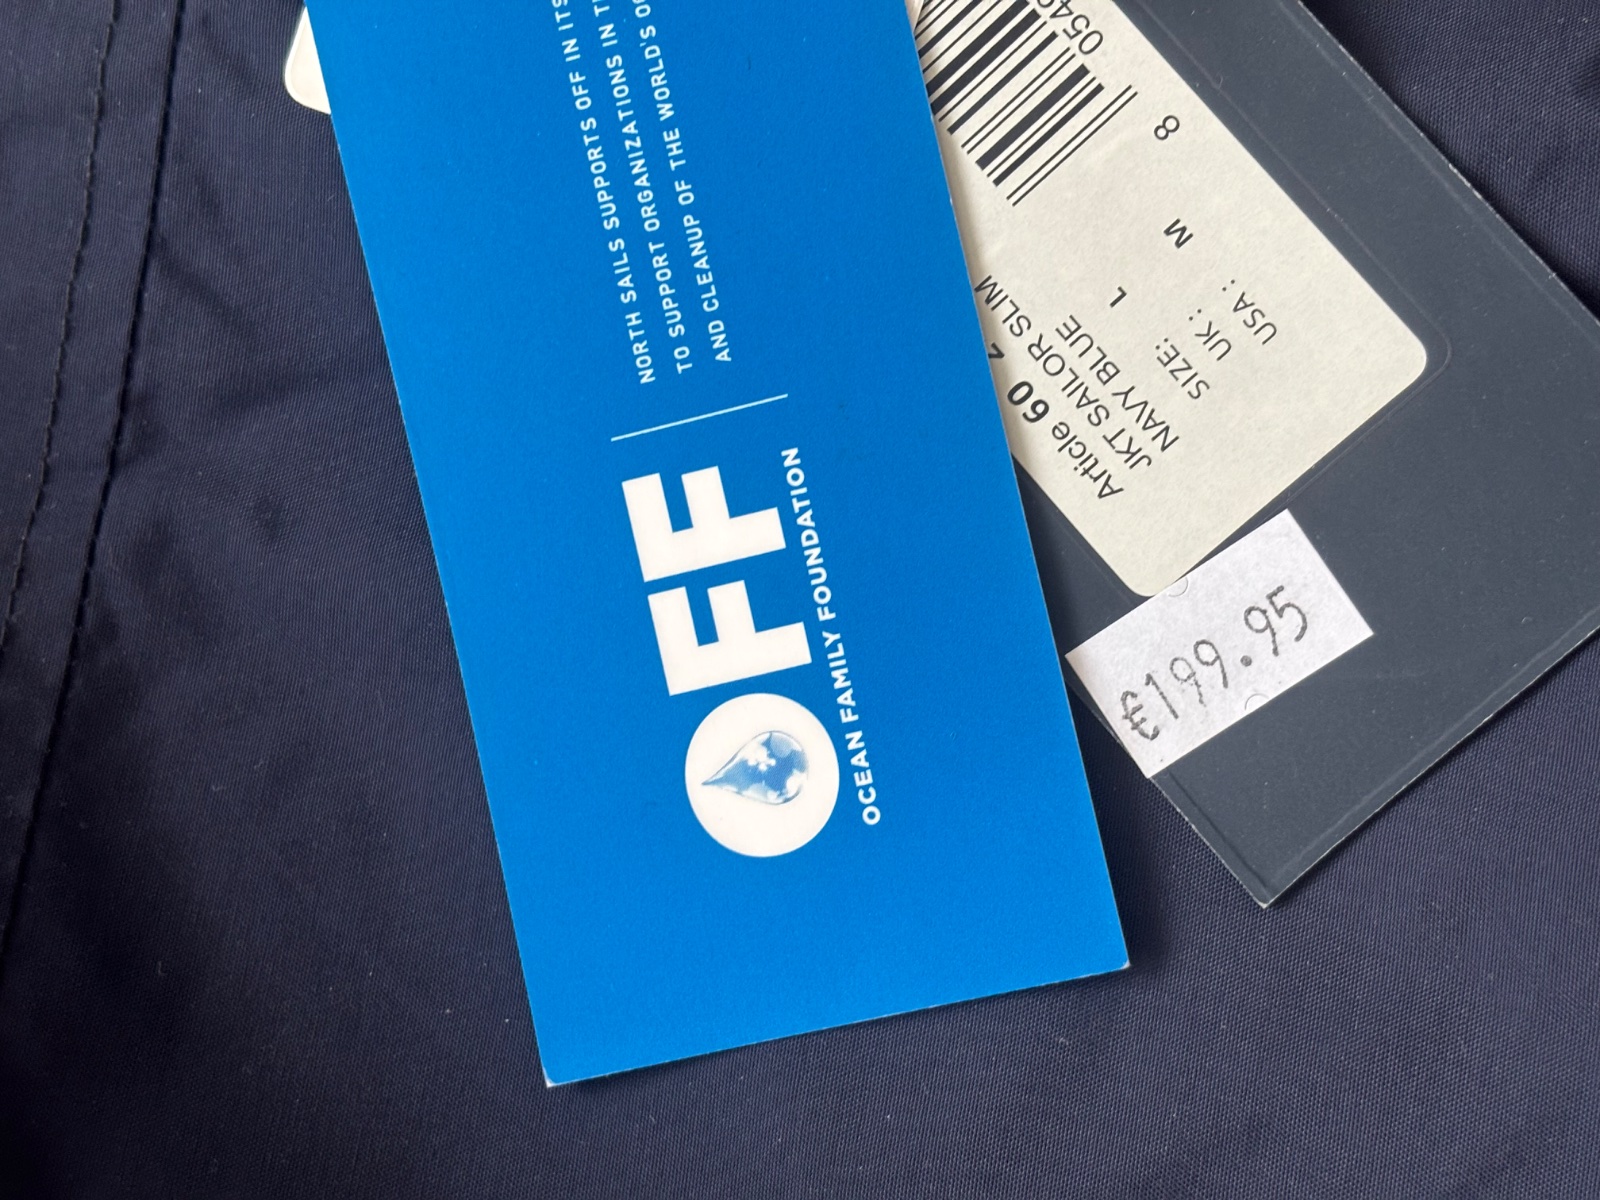 NORTH SAILS SUPPORTS OFF IN ITS
TO SUPPORT ORGANIZATIONS IN
AND CLEANUP OF THE WORLD'S
OFF
OCEAN FAMILY FOUNDATION
8
Article 60
JKT SAILOR SLIM
NAVY BLUE
SIZE: L
UK: M
USA:
€199.95